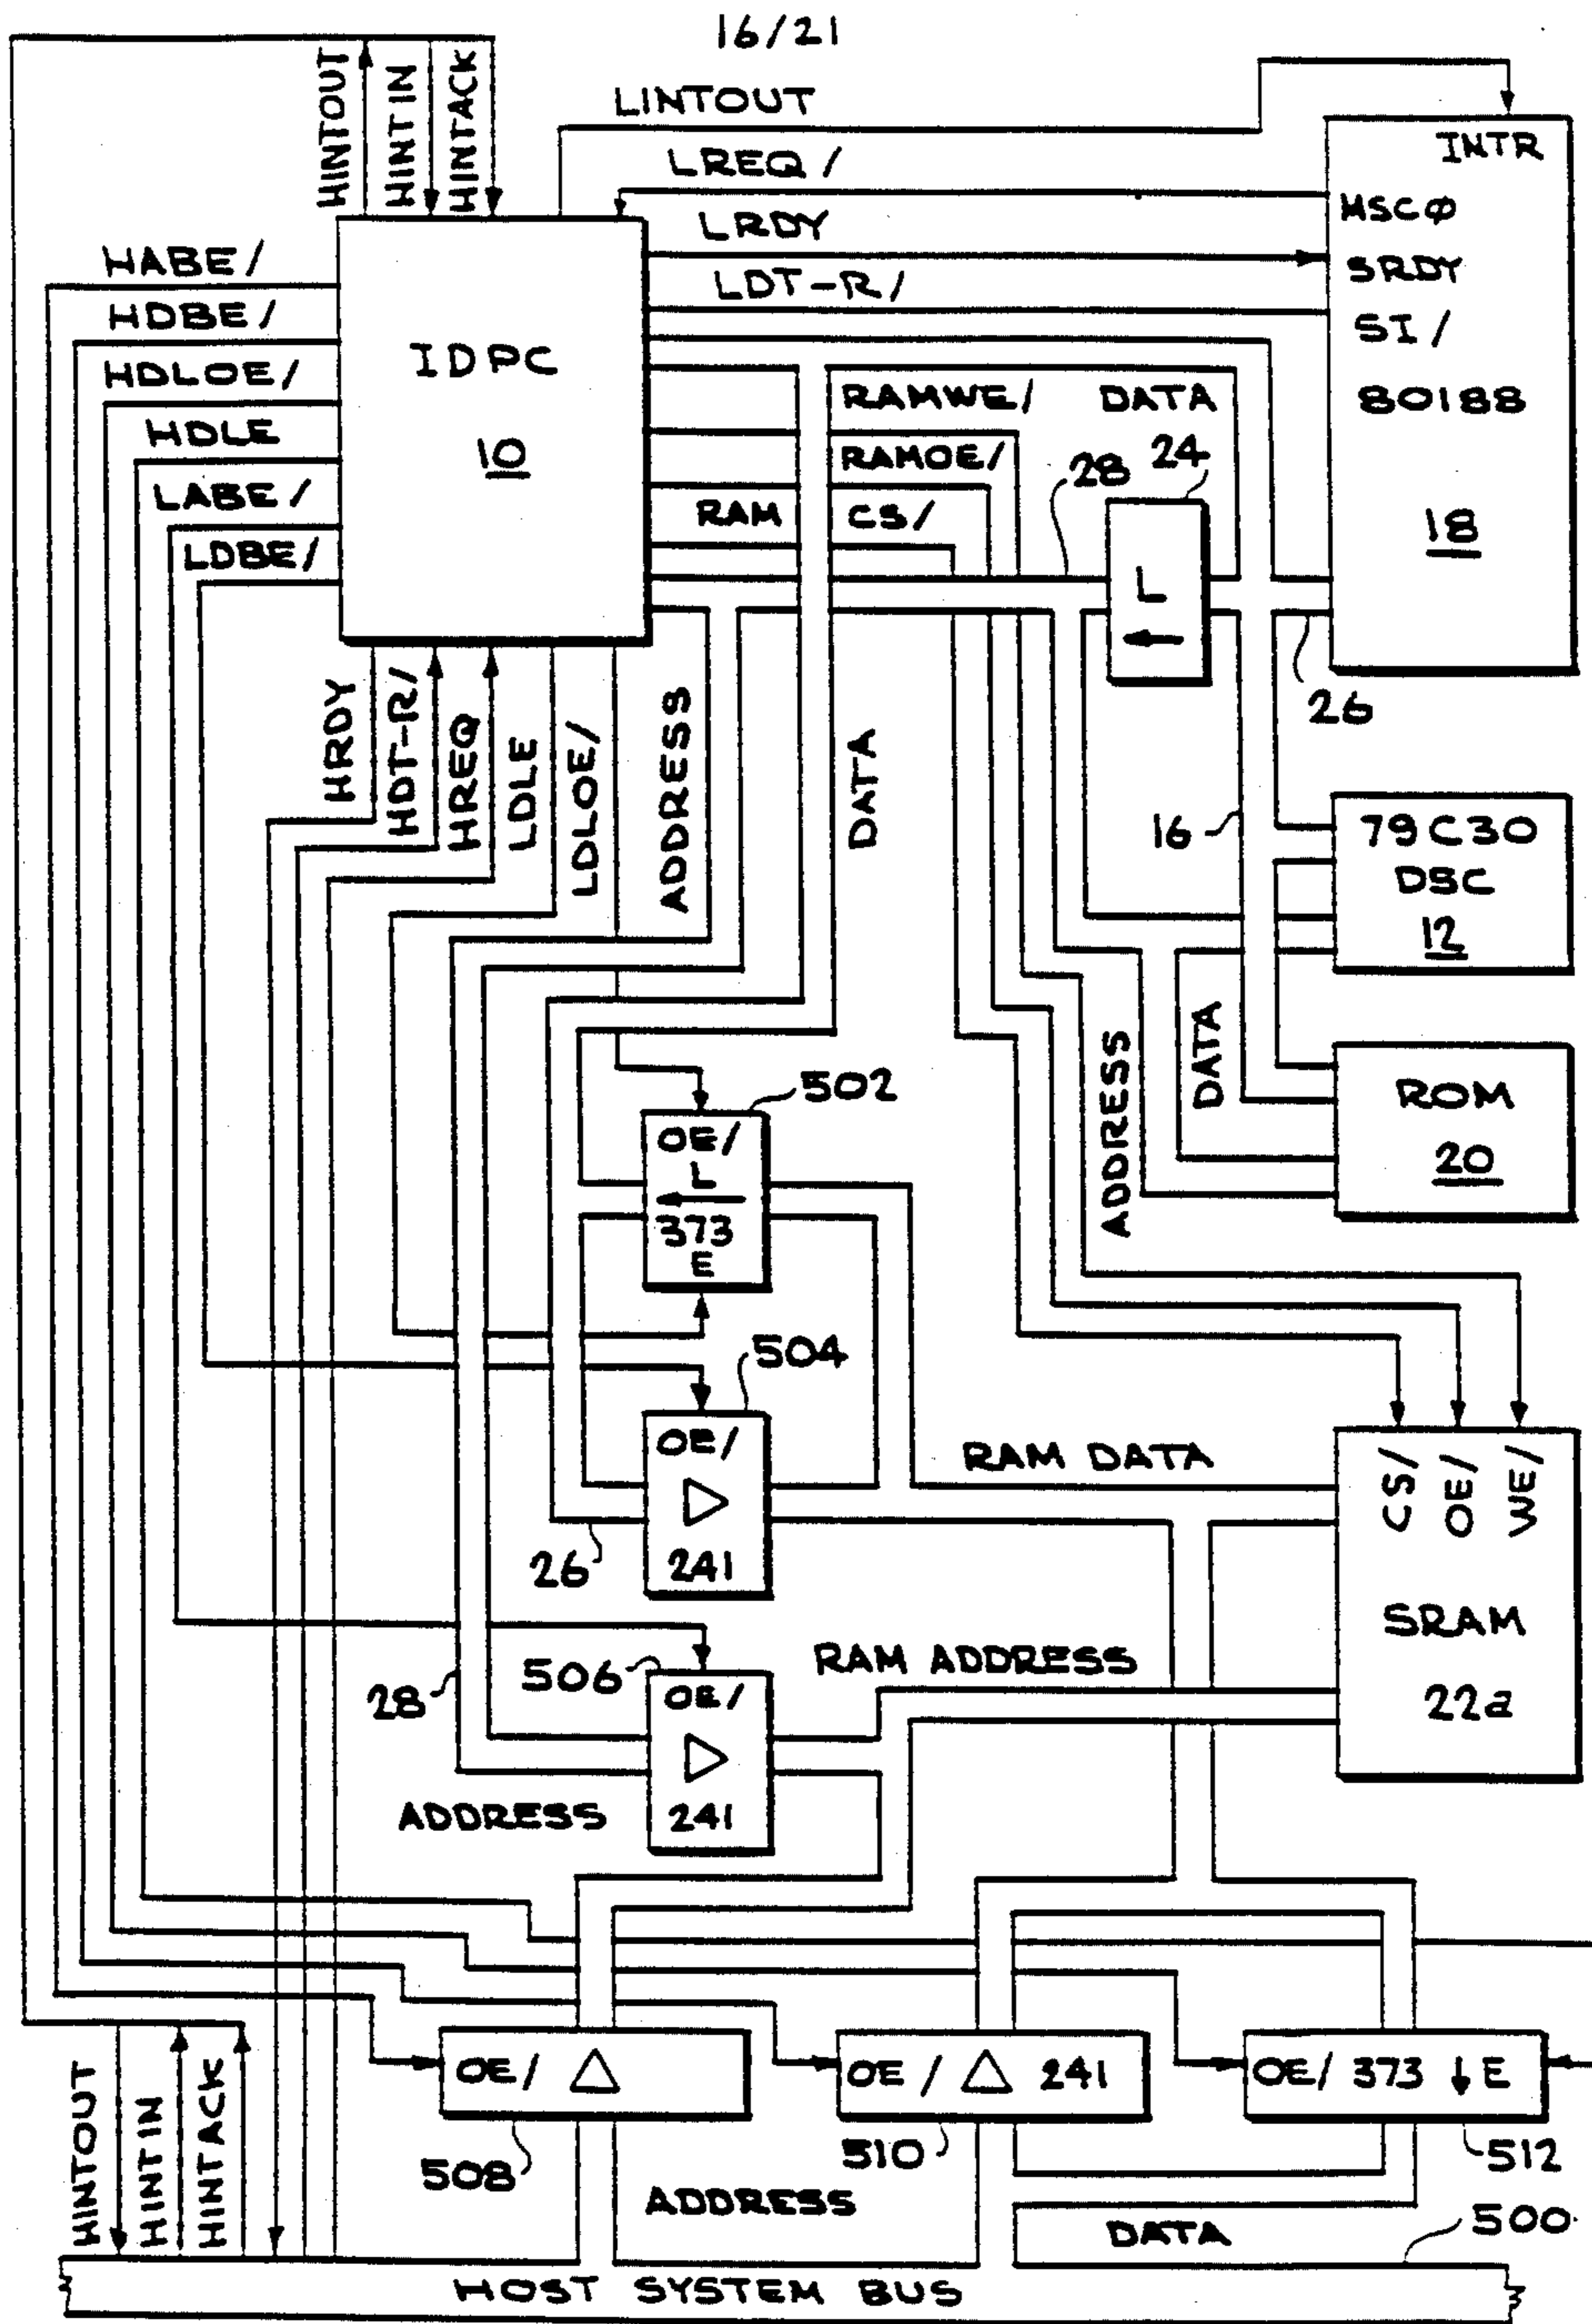 16/21
HINTOUT
HINTIN
HINTACK
LINTOUT
INTR
LREQ/
MSCØ
LRDY
SRDY
LDT-R/
SI/
80188
18
HABE/
HDBE/
HDLOE/
HDLE
LABE/
LDBE/
IDPC
10
RAMWE/
DATA
RAMOE/
28
24
RAM CS/
L
26
HRDY
HDT-R/
HREQ
LDLE
LDLOE/
ADDRESS
DATA
16
79C30
DSC
12
ADDRESS
DATA
ROM
20
502
OE/
L
373
E
504
OE/
241
26
RAM DATA
CS/
OE/
WE/
SRAM
22a
RAM ADDRESS
506
OE/
241
28
ADDRESS
OE/
OE/ 241
OE/ 373 E
508
510
512
HINTOUT
HINTIN
HINTACK
ADDRESS
DATA
500
HOST SYSTEM BUS